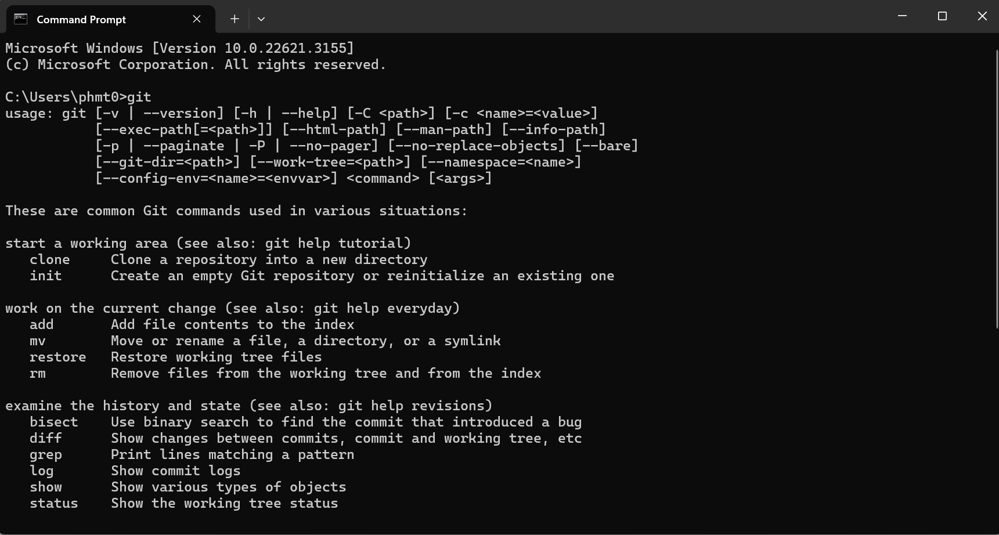 Command Prompt
Microsoft Windows [Version 10.0.22621.3155]
(c) Microsoft Corporation. All rights reserved.
C:\Users\phmt0>git
usage: git [-v | --version] [-h | --help] [-C <path>] [-c <name>=<value>]
           [--exec-path[=<path>]] [--html-path] [--man-path] [--info-path]
           [-p | --paginate | -P | --no-pager] [--no-replace-objects] [--bare]
           [--git-dir=<path>] [--work-tree=<path>] [--namespace=<name>]
           [--config-env=<name>=<envvar>] <command> [<args>]
These are common Git commands used in various situations:
start a working area (see also: git help tutorial)
   clone     Clone a repository into a new directory
   init      Create an empty Git repository or reinitialize an existing one
work on the current change (see also: git help everyday)
   add       Add file contents to the index
   mv        Move or rename a file, a directory, or a symlink
   restore   Restore working tree files
   rm        Remove files from the working tree and from the index
examine the history and state (see also: git help revisions)
   bisect    Use binary search to find the commit that introduced a bug
   diff      Show changes between commits, commit and working tree, etc
   grep      Print lines matching a pattern
   log       Show commit logs
   show      Show various types of objects
   status    Show the working tree status